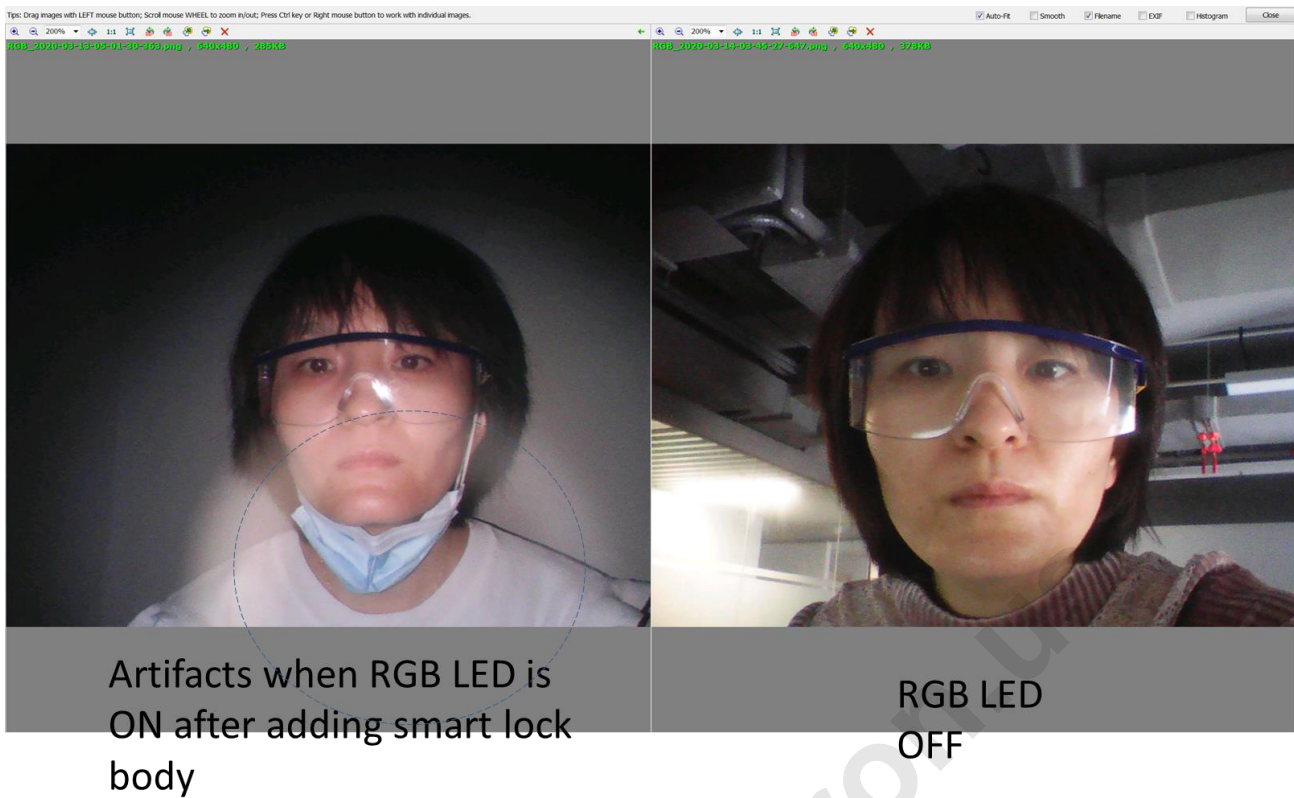 Tips: Drag images with LEFT mouse button; Scroll mouse WHEEL to zoom in/out; Press Ctrl key or Right mouse button to work with individual images.
Auto-Fit Smooth Filename EXIF Histogram Close
200% 1:1
200% 1:1
RGB_2020-03-13-05-01-30-363.png , 640x480 , 285KB
RGB_2020-03-14-03-45-27-647.png , 640x480 , 378KB
Artifacts when RGB LED is
ON after adding smart lock
body
RGB LED
OFF